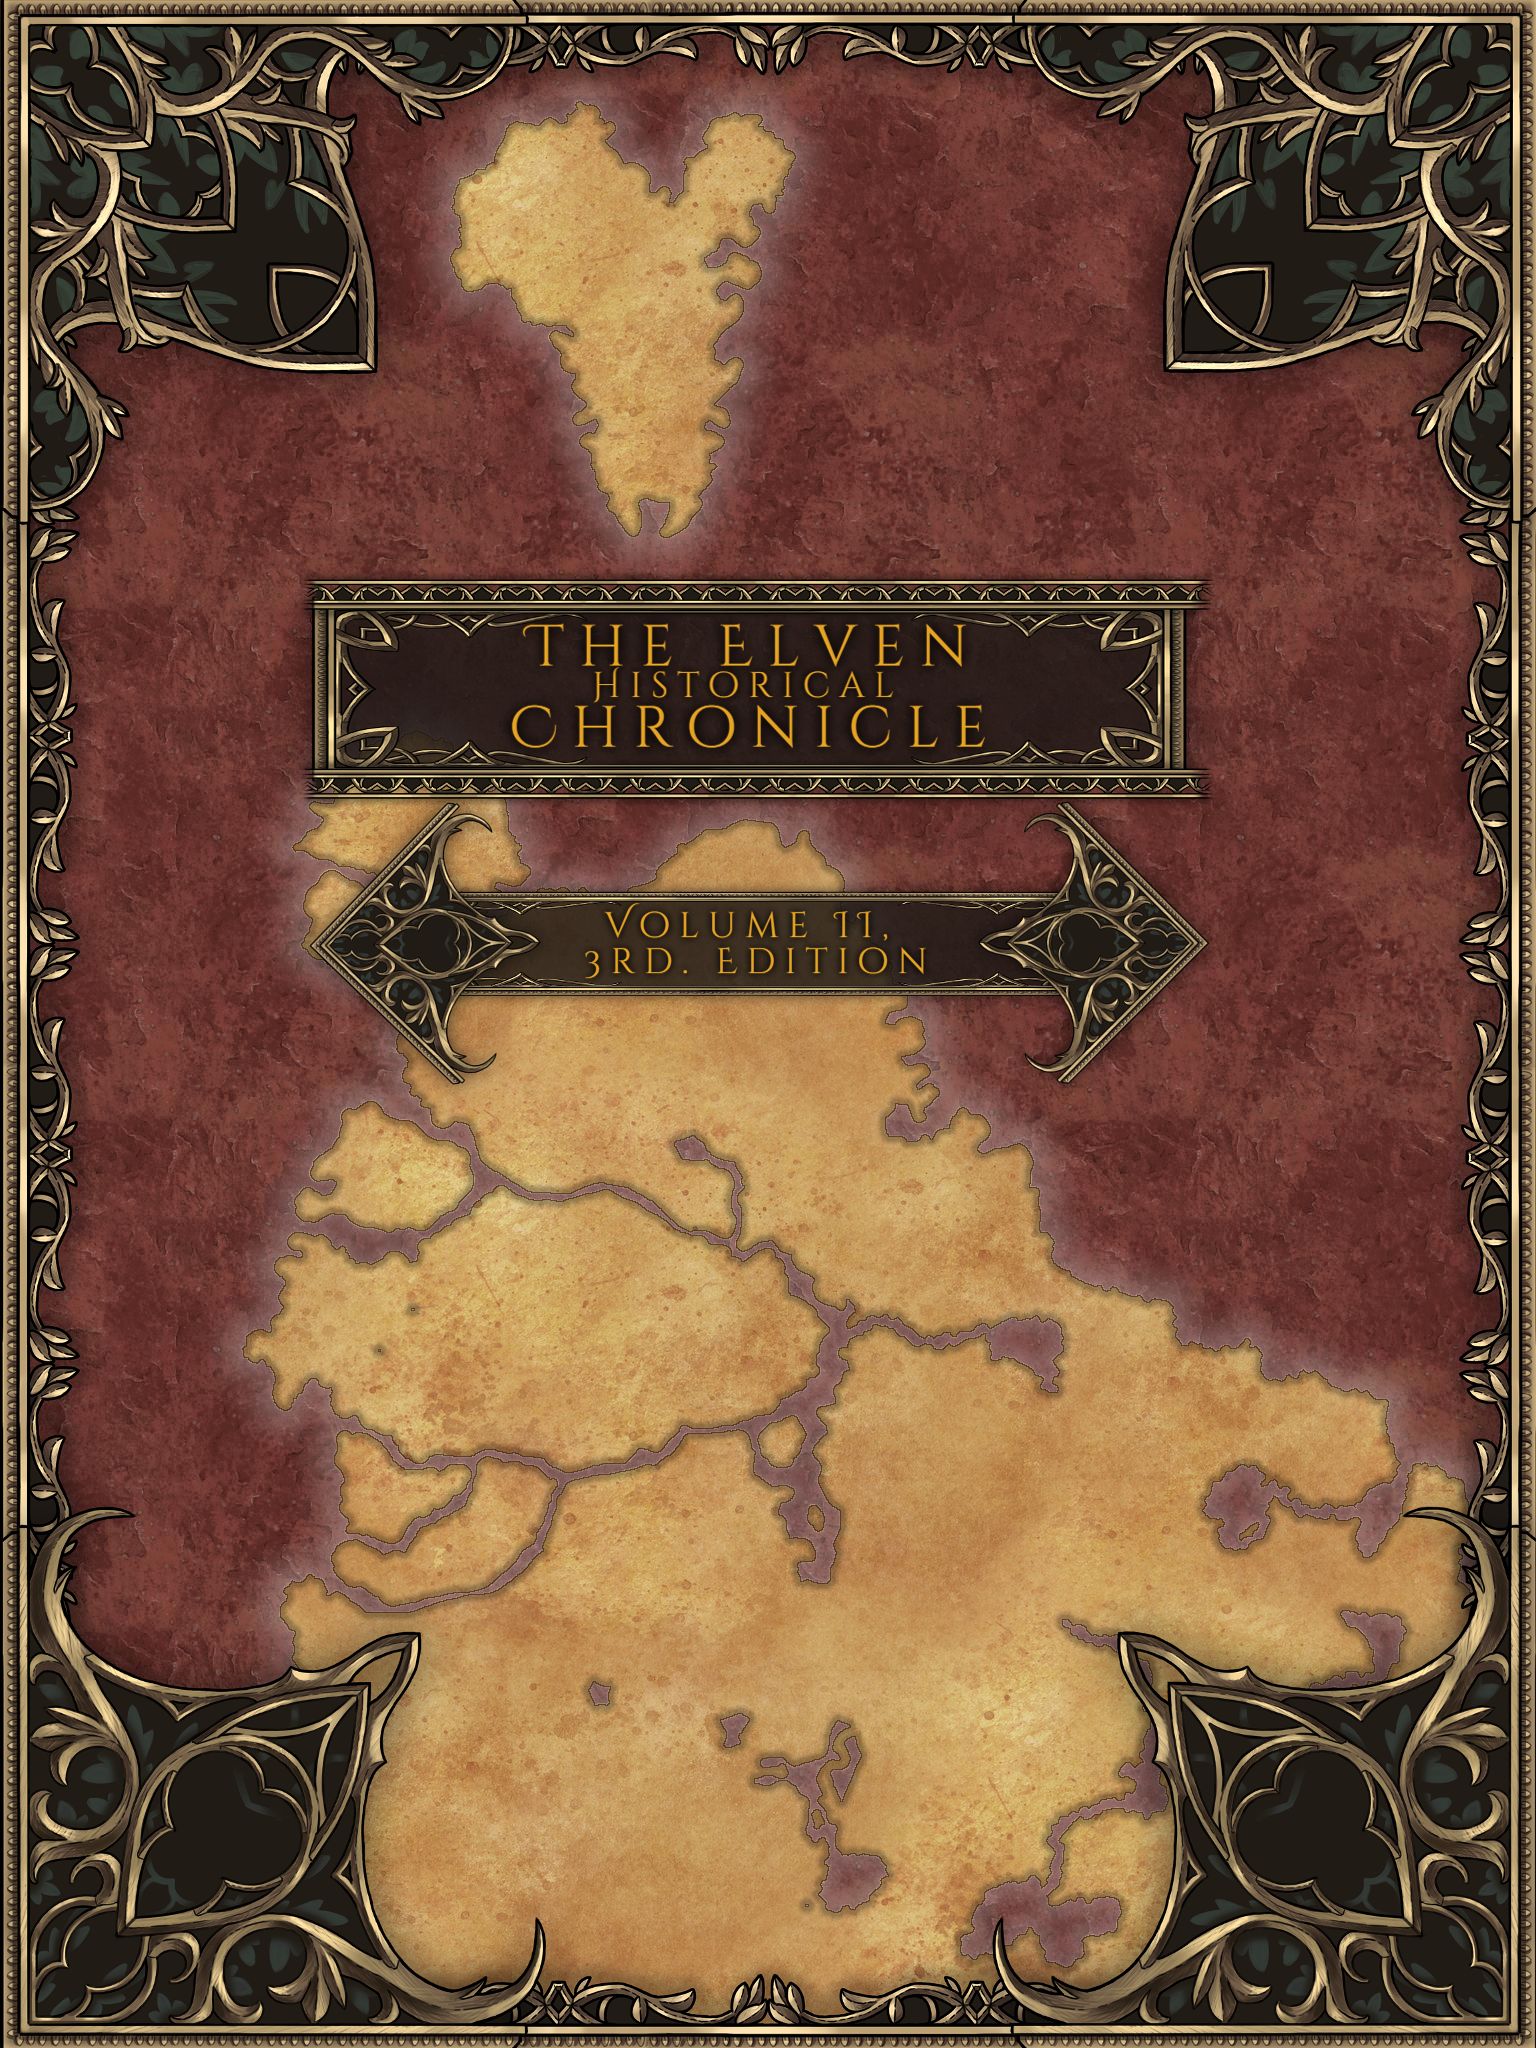 The Elven
Historical
Chronicle
Volume II,
3rd. Edition